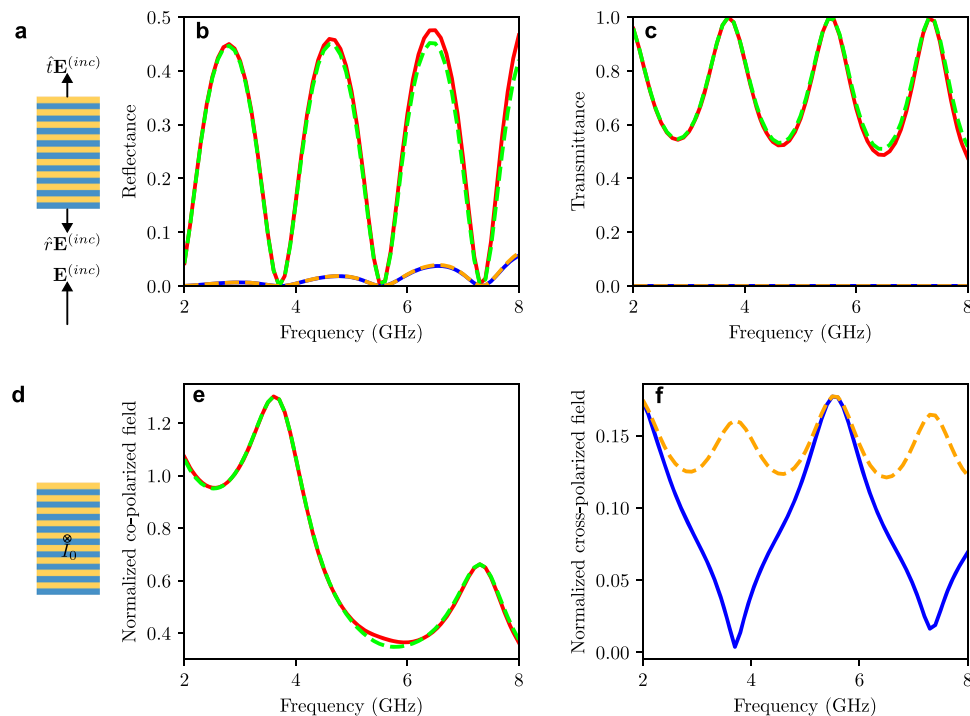 a
t̂E^(inc)
r̂E^(inc)
E^(inc)
b
Reflectance
0.5
0.4
0.3
0.2
0.1
0.0
2 4 6 8
Frequency (GHz)
c
Transmittance
1.0
0.8
0.6
0.4
0.2
0.0
2 4 6 8
Frequency (GHz)
d
I₀
e
Normalized co-polarized field
1.2
1.0
0.8
0.6
0.4
2 4 6 8
Frequency (GHz)
f
Normalized cross-polarized field
0.15
0.10
0.05
0.00
2 4 6 8
Frequency (GHz)